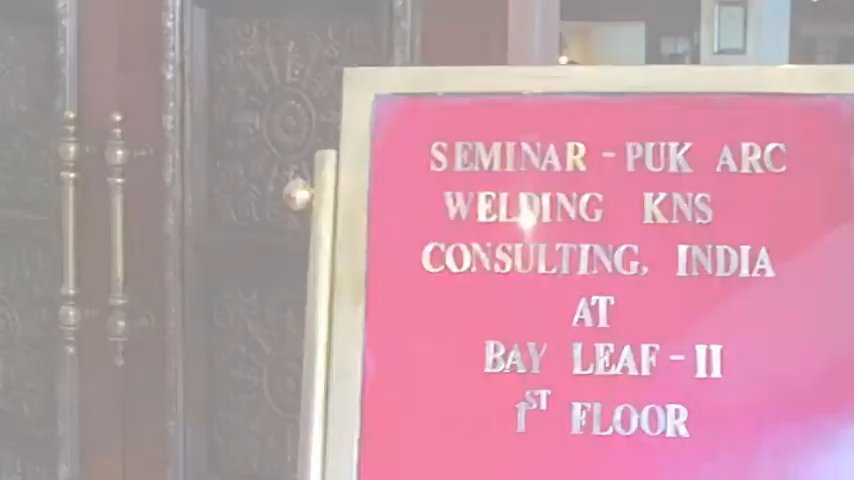 SEMINAR - PUK ARC
WELDING KNS
CONSULTING, INDIA
AT
BAY LEAF - II
1ST FLOOR